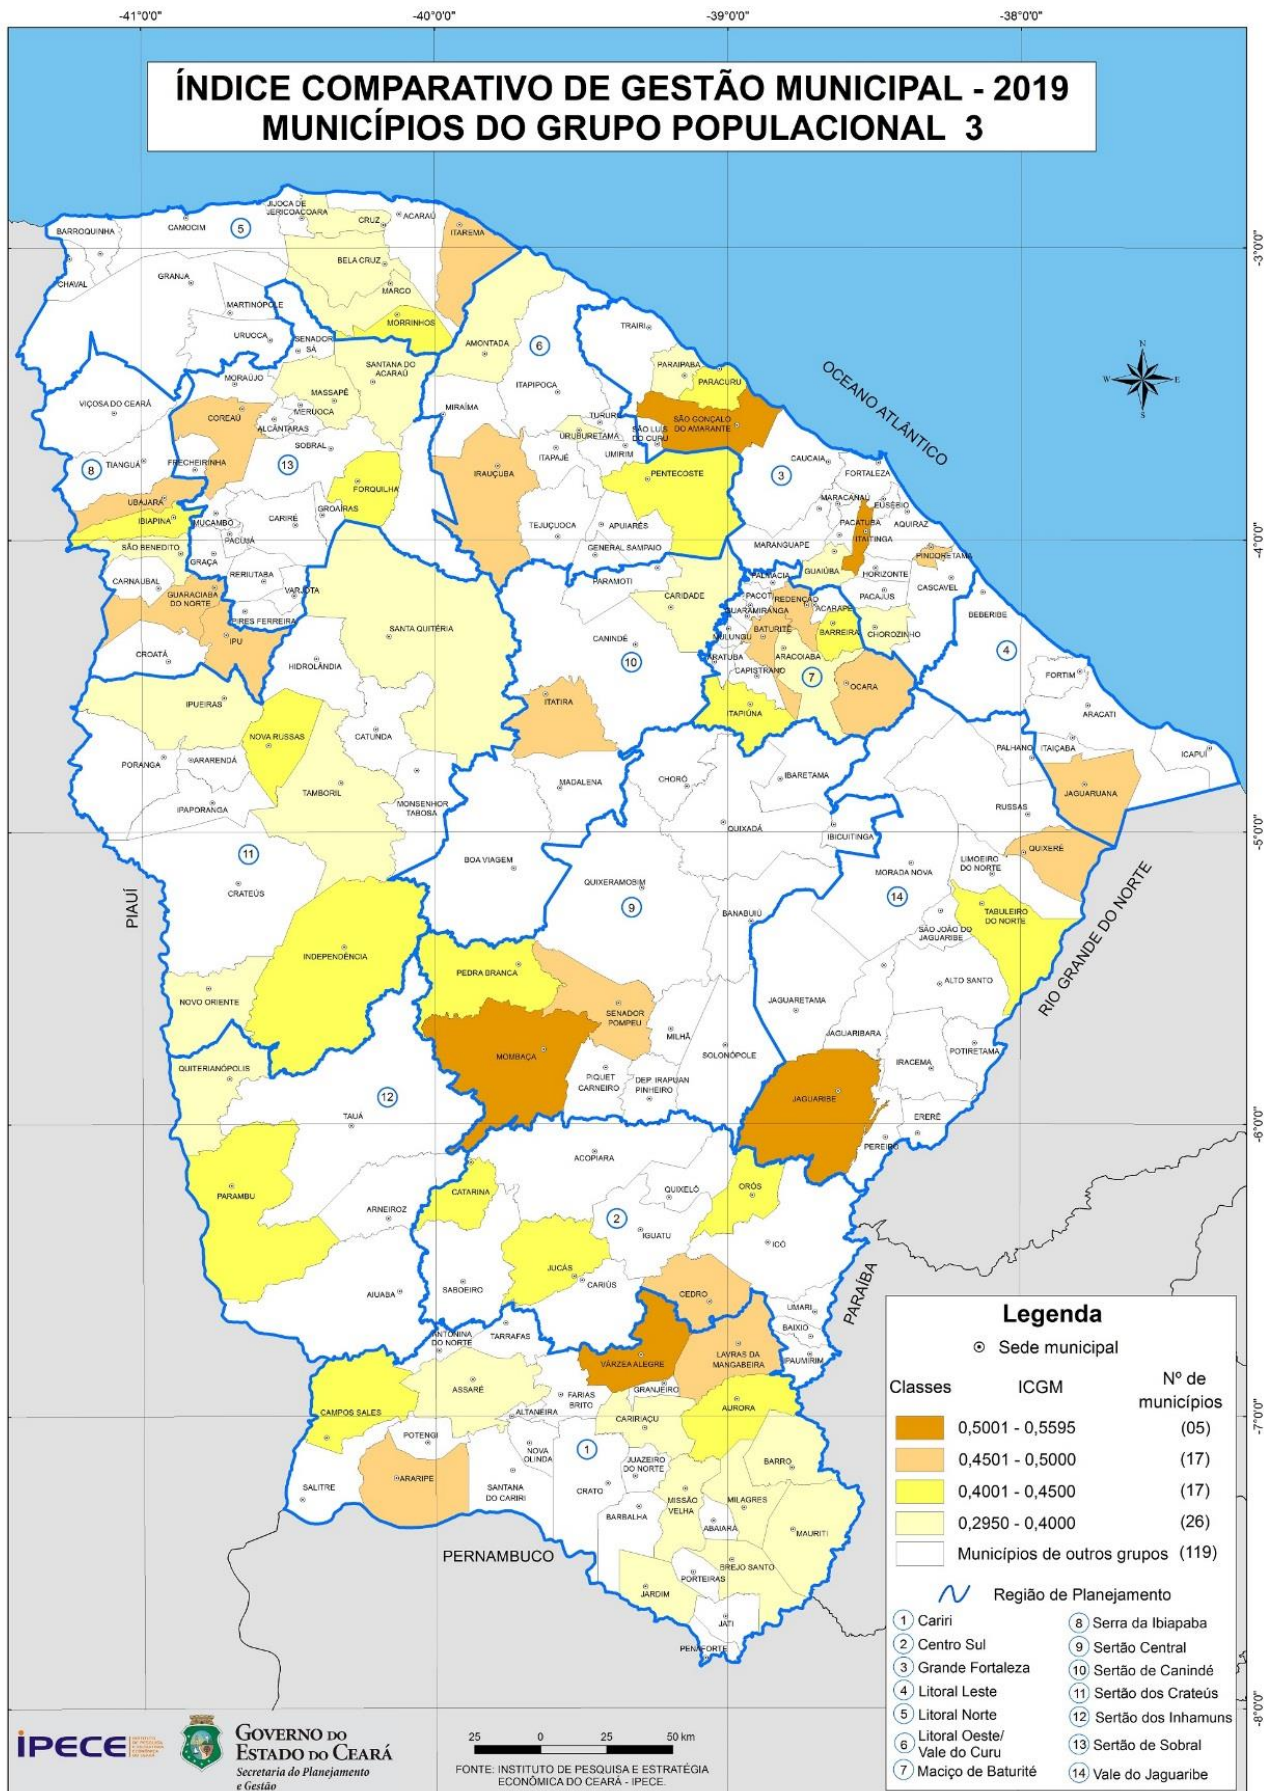 -41°0'0" -40°0'0" -39°0'0" -38°0'0"
ÍNDICE COMPARATIVO DE GESTÃO MUNICIPAL - 2019
MUNICÍPIOS DO GRUPO POPULACIONAL 3
JIJOCA DE
JERICOACOARA
CRUZ
ACARAÚ
ITAREMA
BARROQUINHA
CAMOCIM
5
-3°0'0"
CHAVAL
GRANJA
BELA CRUZ
MARCO
MARTINÓPOLE
MORRINHOS
URUOCA
SENADOR
SÁ
AMONTADA
6
TRAIRI
OCEANO ATLÂNTICO
N
W
E
S
MORAÚJO
SANTANA DO
ACARAÚ
MASSAPÊ
MERUOCA
ITAPIPOCA
PARAIPABA
PARACURU
VIÇOSA DO CEARÁ
COREAÚ
ALCÂNTARAS
MIRAÍMA
TURURU
URUBURETAMA
SÃO LUIS
DO CURU
SÃO GONÇALO
DO AMARANTE
TIANGUÁ
8
FRECHEIRINHA
13
SOBRAL
IRAUÇUBA
ITAPAJÉ
UMIRIM
CAUCAIA
3
FORTALEZA
UBAJARA
FORQUILHA
PENTECOSTE
MARACANAÚ
EUSÉBIO
IBIAPINA
MUCAMBO
CARIRÉ
GROAÍRAS
TEJUÇUOCA
APUIARÉS
PACATUBA
AQUIRAZ
ITAITINGA
-4°0'0"
SÃO BENEDITO
PACUJÁ
GRAÇA
GENERAL SAMPAIO
MARANGUAPE
PINDORETAMA
CARNAUBAL
RERIUTABA
PARAMOTI
GUAIÚBA
HORIZONTE
CASCAVEL
GUARACIABA
DO NORTE
VARJOTA
CARIDADE
PALMÁCIA
PACOTI
REDENÇÃO
ACARAPE
PACAJUS
BEBERIBE
PIRES FERREIRA
GUARAMIRANGA
BARREIRA
CHOROZINHO
CROATÁ
IPU
SANTA QUITÉRIA
CANINDÉ
MULUNGU
BATURITÉ
HIDROLÂNDIA
10
ARATUBA
ARACOIABA
4
CAPISTRANO
7
OCARA
FORTIM
IPUEIRAS
ITATIRA
ITAPIÚNA
ARACATI
NOVA RUSSAS
CATUNDA
PORANGA
ARARENDÁ
ITAIÇABA
PALHANO
ICAPUÍ
TAMBORIL
MADALENA
CHORÓ
IBARETAMA
JAGUARUANA
IPAPORANGA
MONSENHOR
TABOSA
RUSSAS
QUIXADÁ
IBICUITINGA
-5°0'0"
11
QUIXERÉ
PIAUÍ
BOA VIAGEM
LIMOEIRO
DO NORTE
CRATEÚS
QUIXERAMOBIM
MORADA NOVA
9
14
TABULEIRO
DO NORTE
BANABUIÚ
SÃO JOÃO DO
JAGUARIBE
RIO GRANDE DO NORTE
INDEPENDÊNCIA
PEDRA BRANCA
ALTO SANTO
NOVO ORIENTE
SENADOR
POMPEU
JAGUARETAMA
MILHÃ
JAGUARIBARA
QUITERIANÓPOLIS
MOMBAÇA
SOLONÓPOLE
POTIRETAMA
IRACEMA
PIQUET
CARNEIRO
DEP. IRAPUAN
PINHEIRO
12
JAGUARIBE
TAUÁ
ERERÊ
-6°0'0"
PEREIRO
ACOPIARA
CATARINA
ORÓS
PARAMBU
QUIXELÔ
ARNEIROZ
2
IGUATU
ICÓ
JUCÁS
CARIÚS
AIUABA
SABOEIRO
CEDRO
UMARI
PARAÍBA
BAIXIO
ANTONINA
DO NORTE
TARRAFAS
VÁRZEA ALEGRE
LAVRAS DA
MANGABEIRA
IPAUMIRIM
ASSARÉ
FARIAS
BRITO
GRANJEIRO
CAMPOS SALES
ALTANEIRA
CARIRIAÇU
AURORA
-7°0'0"
POTENGI
NOVA
OLINDA
1
JUAZEIRO
DO NORTE
BARRO
SALITRE
ARARIPE
SANTANA
DO CARIRI
CRATO
MISSÃO
VELHA
MILAGRES
BARBALHA
ABAIARA
MAURITI
PERNAMBUCO
BREJO SANTO
PORTEIRAS
JARDIM
JATI
PENAFORTE
-8°0'0"
Legenda
Sede municipal
Classes ICGM Nº de
municípios
0,5001 - 0,5595 (05)
0,4501 - 0,5000 (17)
0,4001 - 0,4500 (17)
0,2950 - 0,4000 (26)
Municípios de outros grupos (119)
Região de Planejamento
1 Cariri
2 Centro Sul
3 Grande Fortaleza
4 Litoral Leste
5 Litoral Norte
6 Litoral Oeste/
Vale do Curu
7 Maciço de Baturité
8 Serra da Ibiapaba
9 Sertão Central
10 Sertão de Canindé
11 Sertão dos Crateús
12 Sertão dos Inhamuns
13 Sertão de Sobral
14 Vale do Jaguaribe
IPECE
GOVERNO DO
ESTADO DO CEARÁ
Secretaria do Planejamento
e Gestão
25 0 25 50 km
FONTE: INSTITUTO DE PESQUISA E ESTRATÉGIA
ECONÔMICA DO CEARÁ - IPECE.